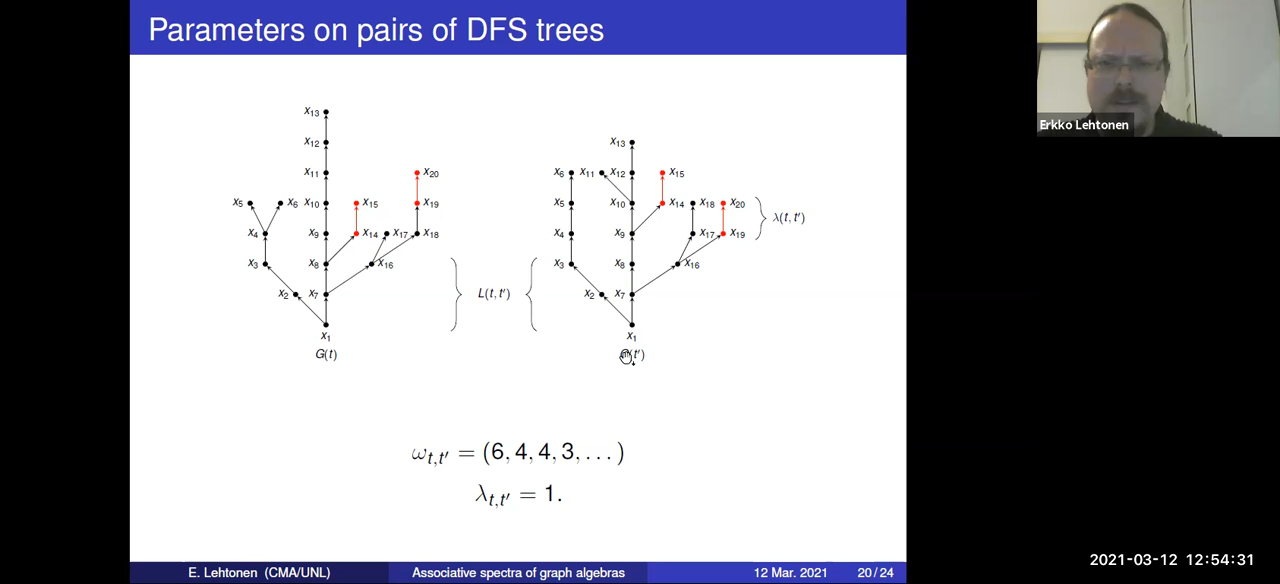 Parameters on pairs of DFS trees
x13
x12
x11
x20
x5
x6
x10
x15
x19
x4
x9
x14
x17
x18
x3
x8
x16
x2
x7
x1
G(t)
L(t, t′)
x13
x6
x11
x12
x15
x5
x10
x14
x18
x20
x4
x9
x17
x19
x3
x8
x16
x2
x7
x1
λ(t, t′)
ωt,t′ = (6, 4, 4, 3, . . . )
λt,t′ = 1.
E. Lehtonen (CMA/UNL)
Associative spectra of graph algebras
12 Mar. 2021
20 / 24
Erkko Lehtonen
2021-03-12 12:54:31